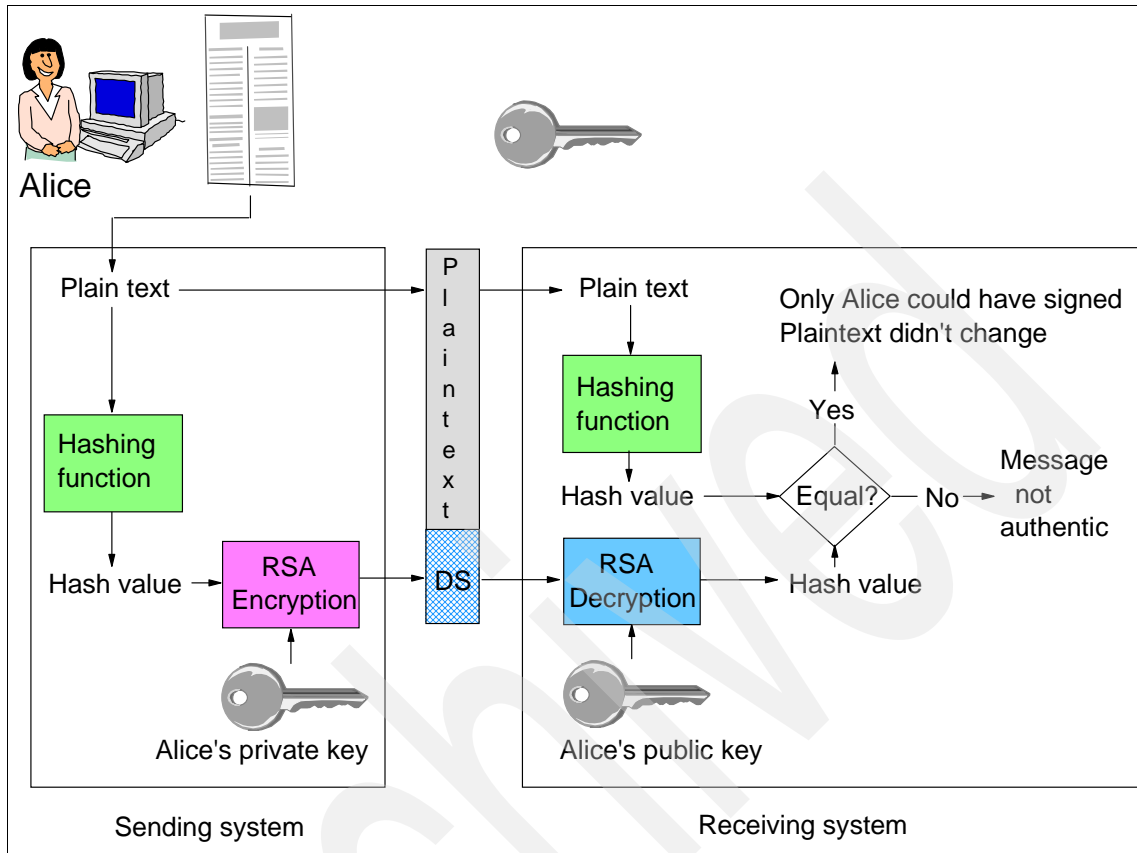 Alice
Plain text
Hashing
function
Hash value
RSA
Encryption
Alice's private key
Sending system
Plaintext
DS
Plain text
Hashing
function
Hash value
RSA
Decryption
Alice's public key
Hash value
Equal?
Yes
Only Alice could have signed
Plaintext didn't change
No
Message
not
authentic
Receiving system